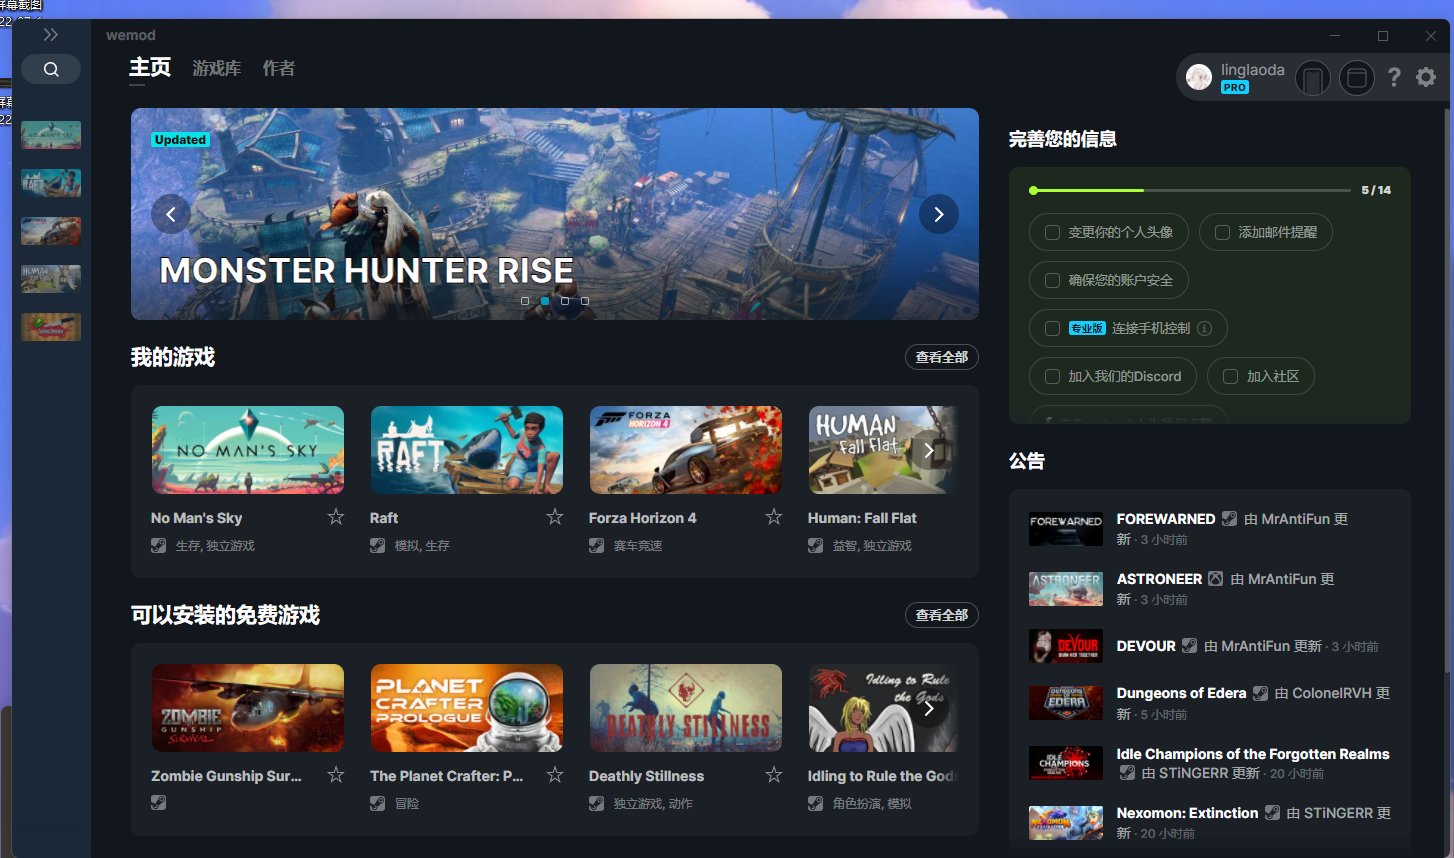 屏幕截图
wemod
主页 游戏库 作者
linglaoda
PRO
Updated
MONSTER HUNTER RISE
我的游戏
查看全部
NO MAN'S SKY
RAFT
FORZA
HORIZON 4
HUMAN
Fall Flat
No Man's Sky
Raft
Forza Horizon 4
Human: Fall Flat
生存, 独立游戏
模拟, 生存
赛车竞速
益智, 独立游戏
可以安装的免费游戏
查看全部
ZOMBIE
GUNSHIP
SURVIVAL
PLANET
CRAFTER
PROLOGUE
DEATHLY STILLNESS
Idling to Rule
the Gods
Zombie Gunship Sur...
The Planet Crafter: P...
Deathly Stillness
Idling to Rule the Gods
冒险
独立游戏, 动作
角色扮演, 模拟
完善您的信息
5 / 14
变更你的个人头像
添加邮件提醒
确保您的账户安全
专业版 连接手机控制
加入我们的Discord
加入社区
公告
FOREWARNED
FOREWARNED 由 MrAntiFun 更
新 · 3 小时前
ASTRONEER
ASTRONEER 由 MrAntiFun 更
新 · 3 小时前
DEVOUR
DEVOUR 由 MrAntiFun 更新 · 3 小时前
DUNGEONS OF
EDERA
Dungeons of Edera 由 ColonelRVH 更
新 · 5 小时前
IDLE
CHAMPIONS
Idle Champions of the Forgotten Realms
由 STiNGERR 更新 · 20 小时前
NEXOMON
Nexomon: Extinction 由 STiNGERR 更
新 · 20 小时前